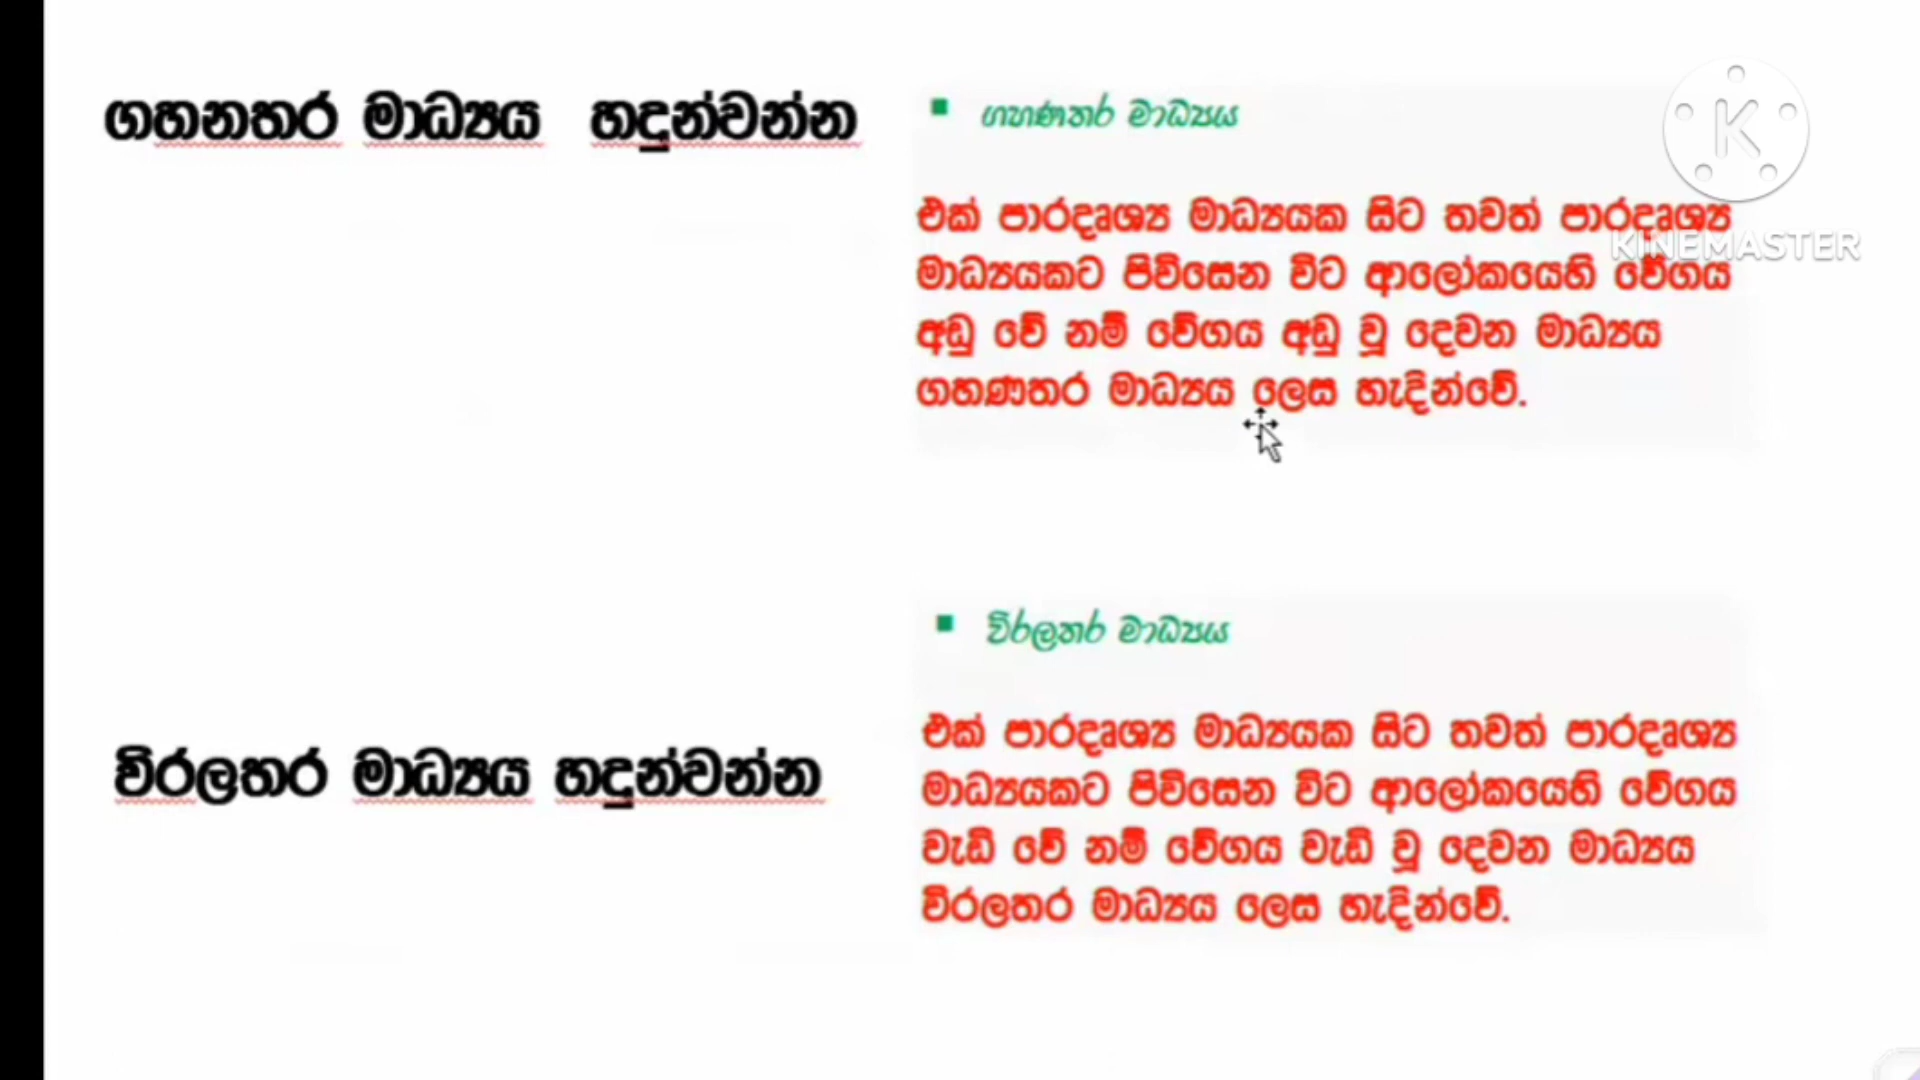 ගහනතර මාධ්‍යය හදුන්වන්න
ගහණතර මාධ්‍යය
එක් පාරදෘශ්‍ය මාධ්‍යයක සිට තවත් පාරදෘශ්‍ය
මාධ්‍යයකට පිවිසෙන විට ආලෝකයෙහි වේගය
අඩු වේ නම් වේගය අඩු වූ දෙවන මාධ්‍යය
ගහණතර මාධ්‍යය ලෙස හැදින්වේ.
K
KINEMASTER
විරලතර මාධ්‍යය හදුන්වන්න
විරලතර මාධ්‍යය
එක් පාරදෘශ්‍ය මාධ්‍යයක සිට තවත් පාරදෘශ්‍ය
මාධ්‍යයකට පිවිසෙන විට ආලෝකයෙහි වේගය
වැඩි වේ නම් වේගය වැඩි වූ දෙවන මාධ්‍යය
විරලතර මාධ්‍යය ලෙස හැදින්වේ.